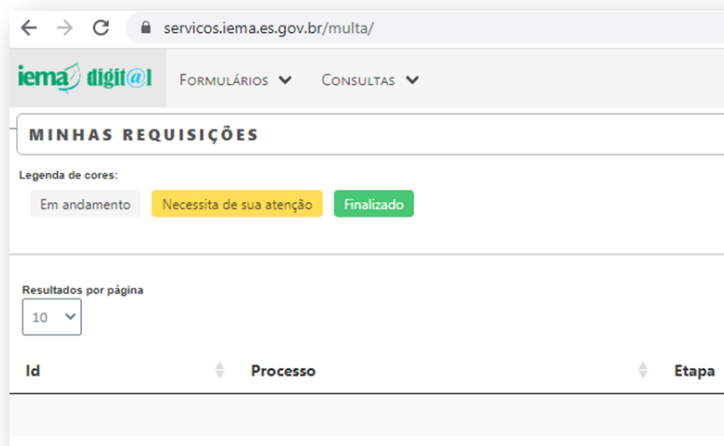 servicos.iema.es.gov.br/multa/
iema digit@l Formulários Consultas
MINHAS REQUISIÇÕES
Legenda de cores:
Em andamento Necessita de sua atenção Finalizado
Resultados por página
10
Id Processo Etapa